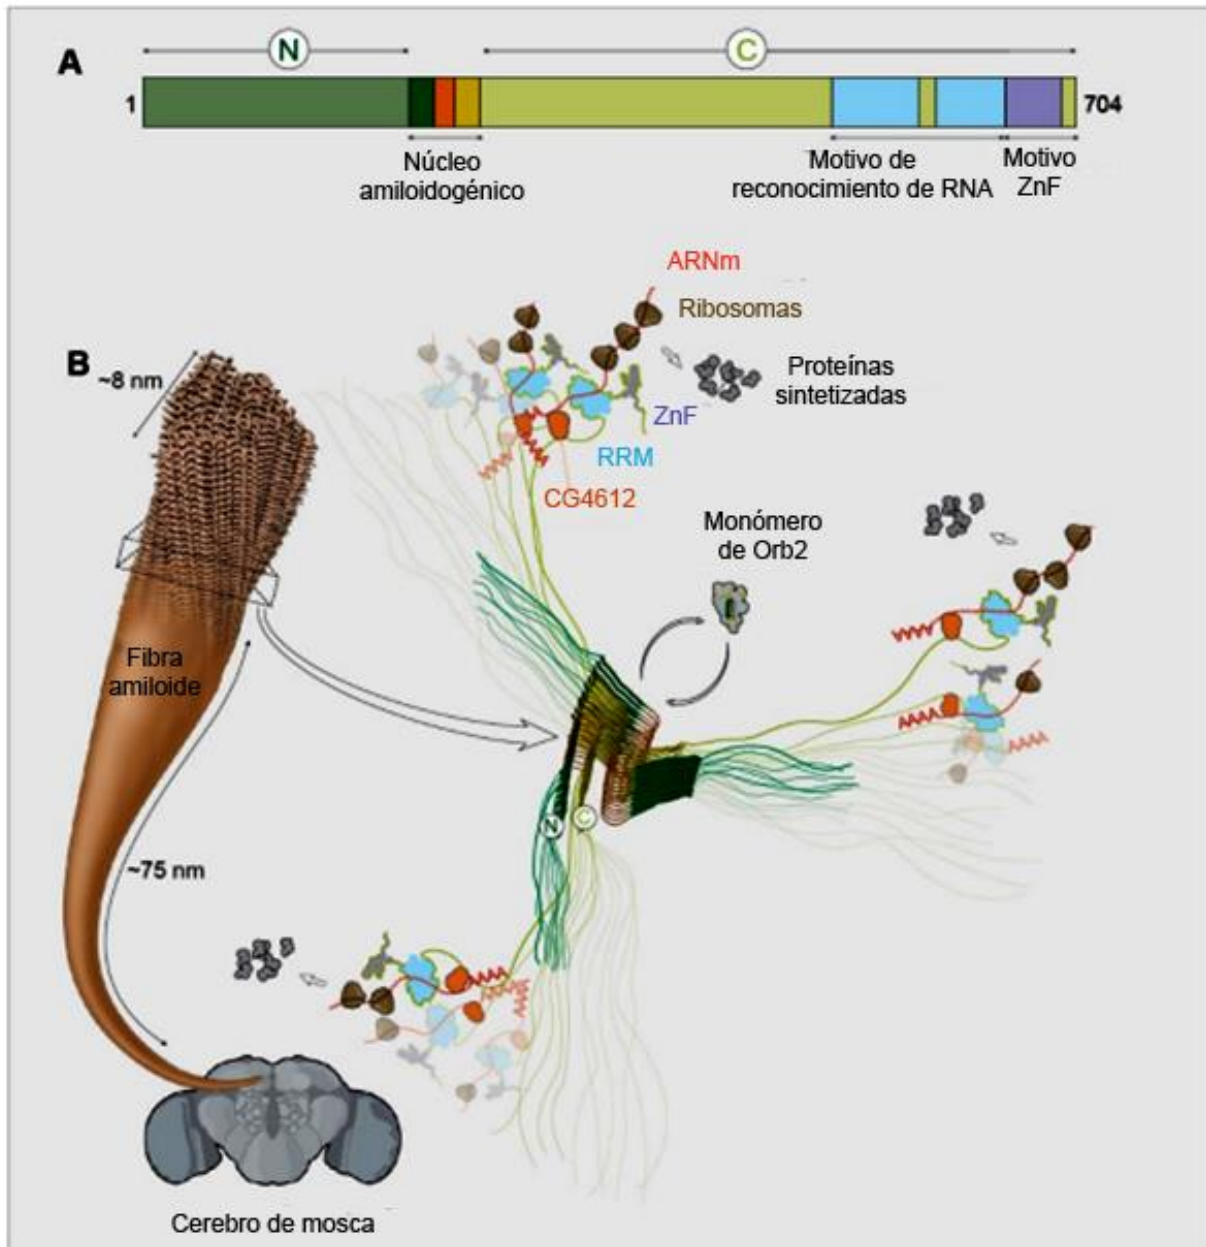 N
C
A
1
704
Núcleo
amiloidogénico
Motivo de
reconocimiento de RNA
Motivo
ZnF
ARNm
Ribosomas
B
~8 nm
Proteínas
sintetizadas
ZnF
RRM
CG4612
Monómero
de Orb2
Fibra
amiloide
N
C
~75 nm
Cerebro de mosca